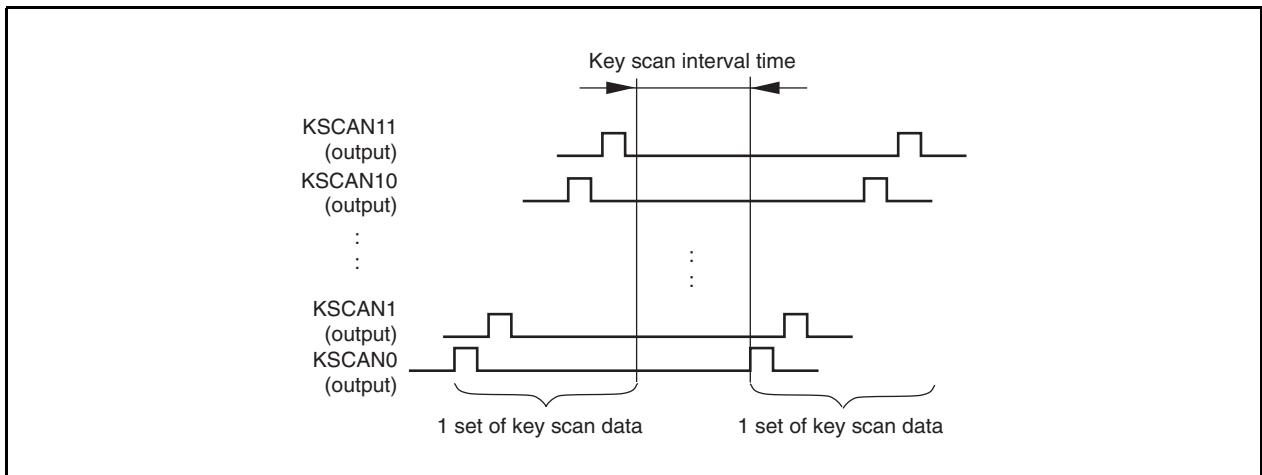 Key scan interval time
KSCAN11
(output)
KSCAN10
(output)
KSCAN1
(output)
KSCAN0
(output)
1 set of key scan data
1 set of key scan data